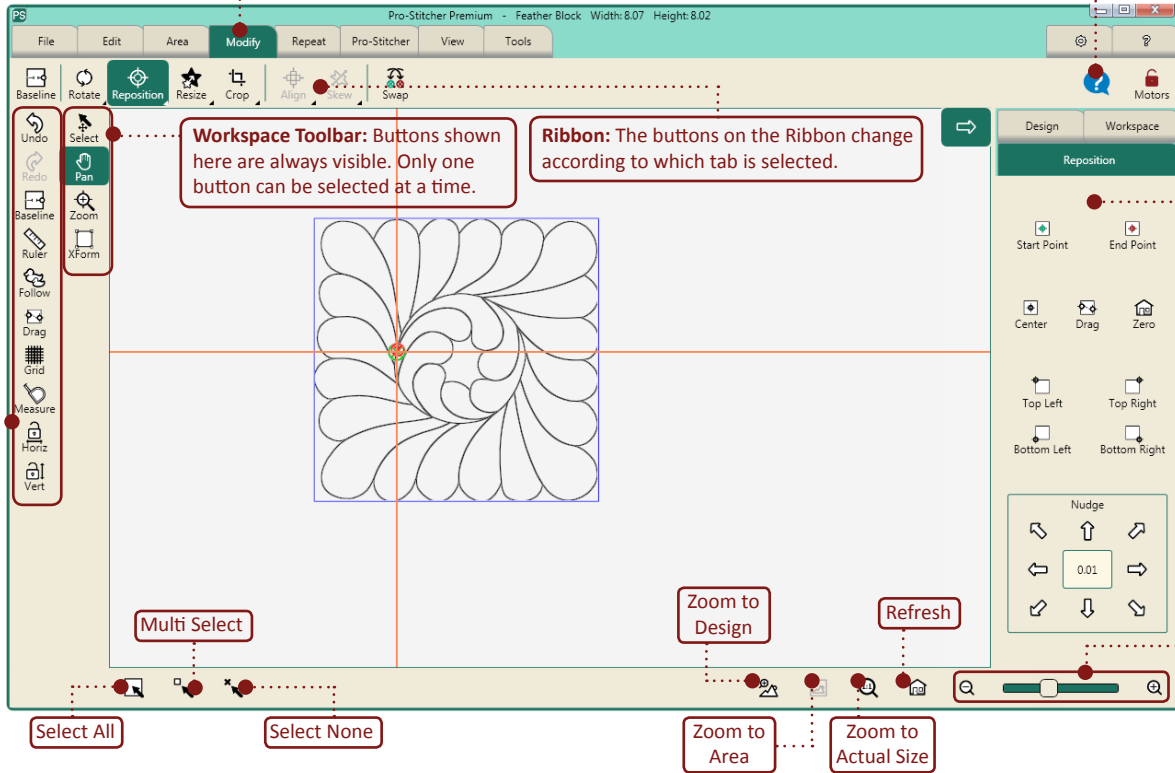 PS
Pro-Stitcher Premium - Feather Block Width: 8.07 Height: 8.02
File Edit Area Modify Repeat Pro-Stitcher View Tools ?
Baseline Rotate Reposition Resize Crop Align Skew Swap ? Motors
Undo
Redo
Baseline
Ruler
Follow
Drag
Grid
Measure
Horiz
Vert
Select
Pan
Zoom
XForm
Workspace Toolbar: Buttons shown
here are always visible. Only one
button can be selected at a time.
Ribbon: The buttons on the Ribbon change
according to which tab is selected.
Design Workspace
Reposition
Start Point End Point
Center Drag Zero
Top Left Top Right
Bottom Left Bottom Right
Nudge
0.01
Multi Select
Zoom to
Design
Refresh
1:1
Select All
Select None
Zoom to
Area
Zoom to
Actual Size